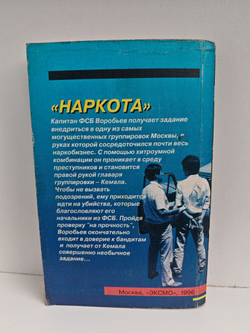 «НАРКОТА»
Капитан ФСБ Воробьев получает задание
внедриться в одну из самых
могущественных группировок Москвы, в
руках которой сосредоточился почти весь
наркобизнес. С помощью хитроумной
комбинации он проникает в среду
преступников и становится
правой рукой главаря
группировки – Кемала.
Чтобы не вызвать
подозрений, ему приходится
идти на убийства, которые
благословляют его
начальники из ФСБ. Пройдя
проверку "на прочность",
Воробьев окончательно
входит в доверие к бандитам
и получает от Кемала
совершенно необычное
задание...
Москва, «ЭКСМО», 1996